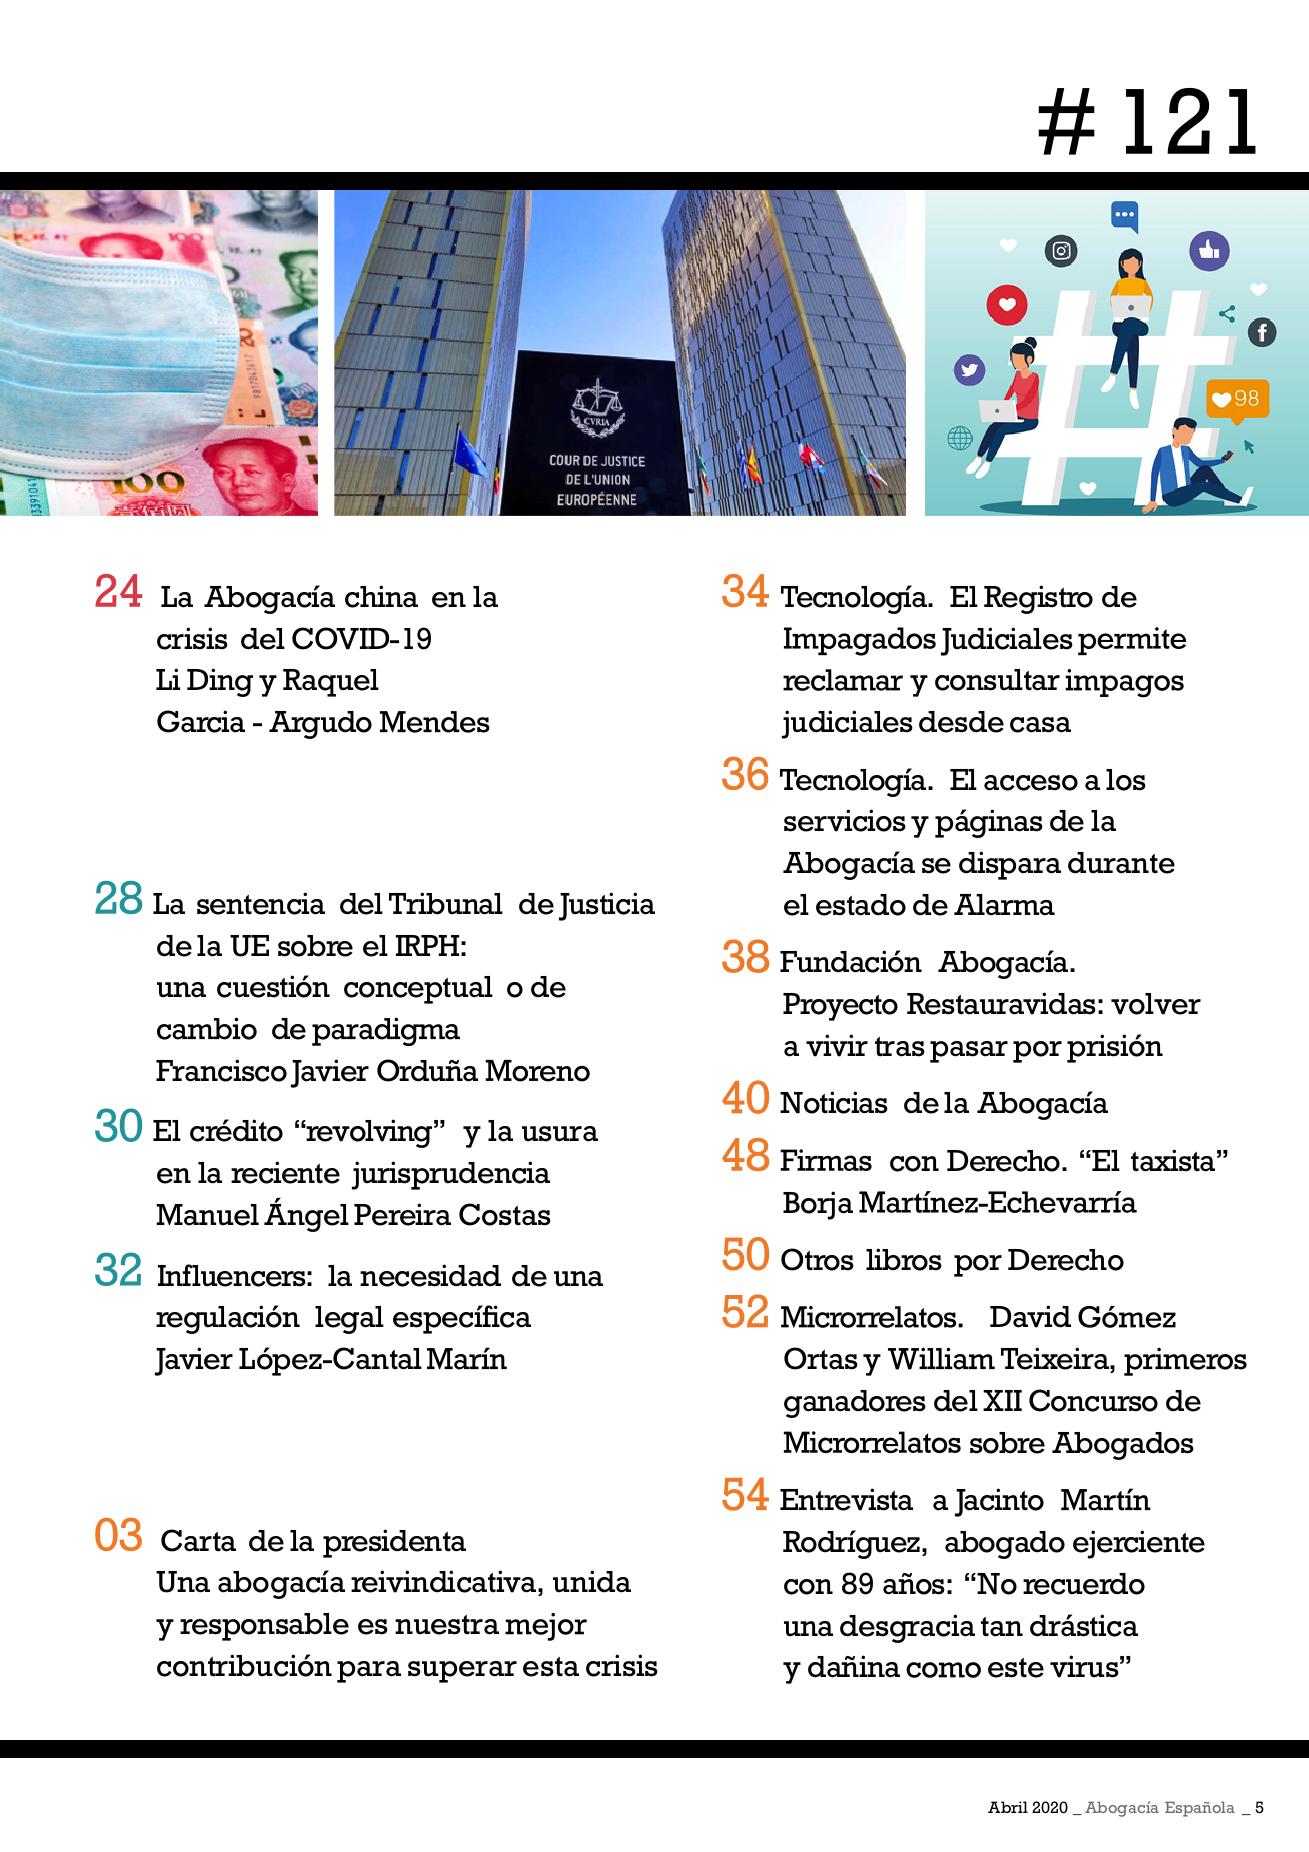 #121
100
100
CVRIA
COUR DE JUSTICE
DE L'UNION
EUROPÉENNE
98
24 La Abogacía china en la
crisis del COVID-19
Li Ding y Raquel
Garcia - Argudo Mendes
28 La sentencia del Tribunal de Justicia
de la UE sobre el IRPH:
una cuestión conceptual o de
cambio de paradigma
Francisco Javier Orduña Moreno
30 El crédito “revolving” y la usura
en la reciente jurisprudencia
Manuel Ángel Pereira Costas
32 Influencers: la necesidad de una
regulación legal específica
Javier López-Cantal Marín
03 Carta de la presidenta
Una abogacía reivindicativa, unida
y responsable es nuestra mejor
contribución para superar esta crisis
34 Tecnología. El Registro de
Impagados Judiciales permite
reclamar y consultar impagos
judiciales desde casa
36 Tecnología. El acceso a los
servicios y páginas de la
Abogacía se dispara durante
el estado de Alarma
38 Fundación Abogacía.
Proyecto Restauravidas: volver
a vivir tras pasar por prisión
40 Noticias de la Abogacía
48 Firmas con Derecho. “El taxista”
Borja Martínez-Echevarría
50 Otros libros por Derecho
52 Microrrelatos. David Gómez
Ortas y William Teixeira, primeros
ganadores del XII Concurso de
Microrrelatos sobre Abogados
54 Entrevista a Jacinto Martín
Rodríguez, abogado ejerciente
con 89 años: “No recuerdo
una desgracia tan drástica
y dañina como este virus”
Abril 2020 _ Abogacía Española _ 5